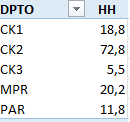 DPTO HH
CK1 18,8
CK2 72,8
CK3 5,5
MPR 20,2
PAR 11,8